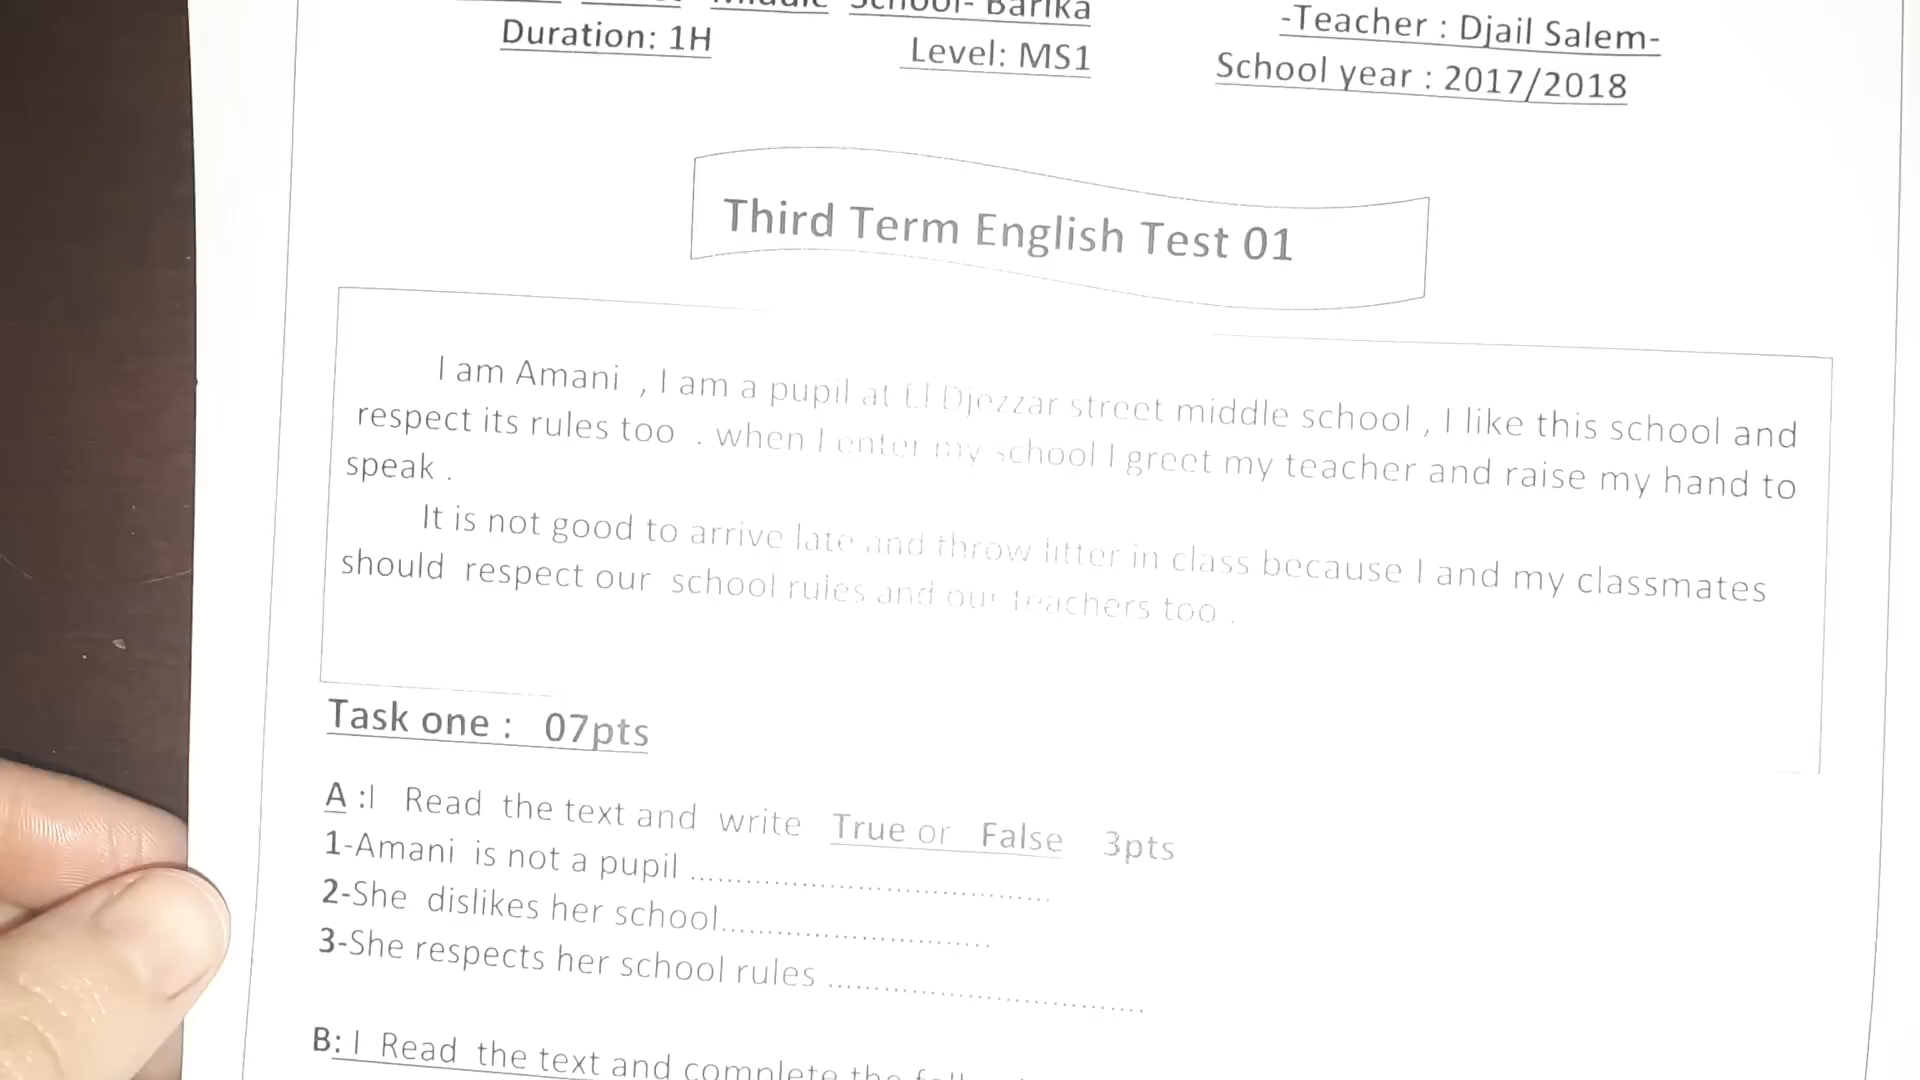 School- Barika
-Teacher : Djail Salem-
Duration: 1H Level: MS1 School year : 2017/2018
Third Term English Test 01
I am Amani , I am a pupil at El Djezzar street middle school , I like this school and
respect its rules too . when I enter my school I greet my teacher and raise my hand to
speak .
It is not good to arrive late and throw litter in class because I and my classmates
should respect our school rules and our teachers too .
Task one : 07pts
A :I Read the text and write True or False 3pts
1-Amani is not a pupil ........................................
2-She dislikes her school..............................
3-She respects her school rules ...................................
B: I Read the text and complete the